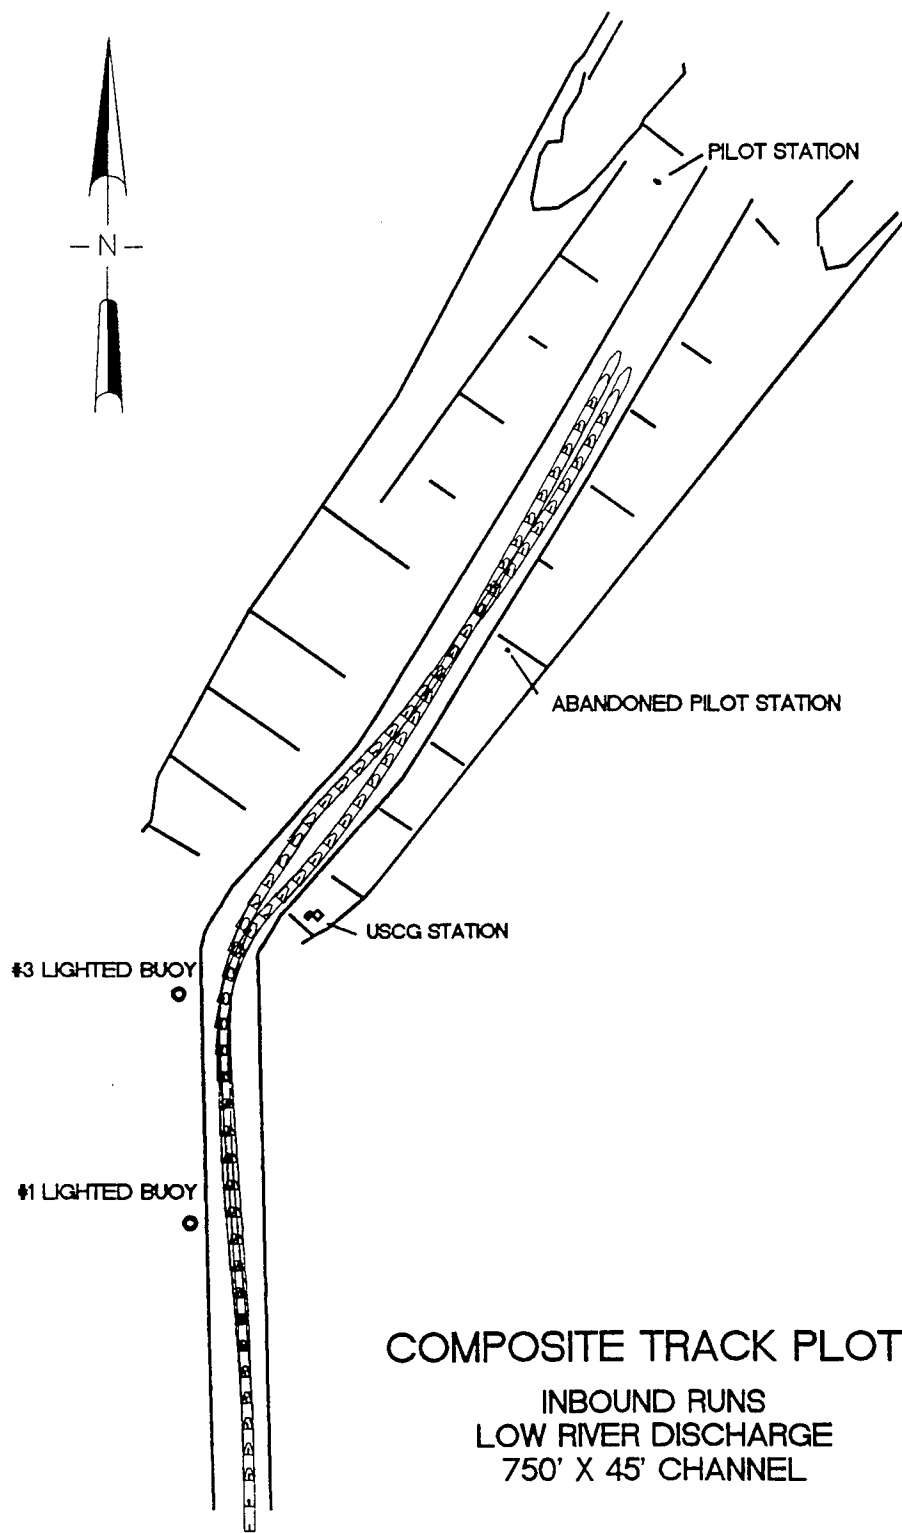 PILOT STATION
- N -
ABANDONED PILOT STATION
USCG STATION
#3 LIGHTED BUOY
#1 LIGHTED BUOY
COMPOSITE TRACK PLOT
INBOUND RUNS
LOW RIVER DISCHARGE
750' X 45' CHANNEL